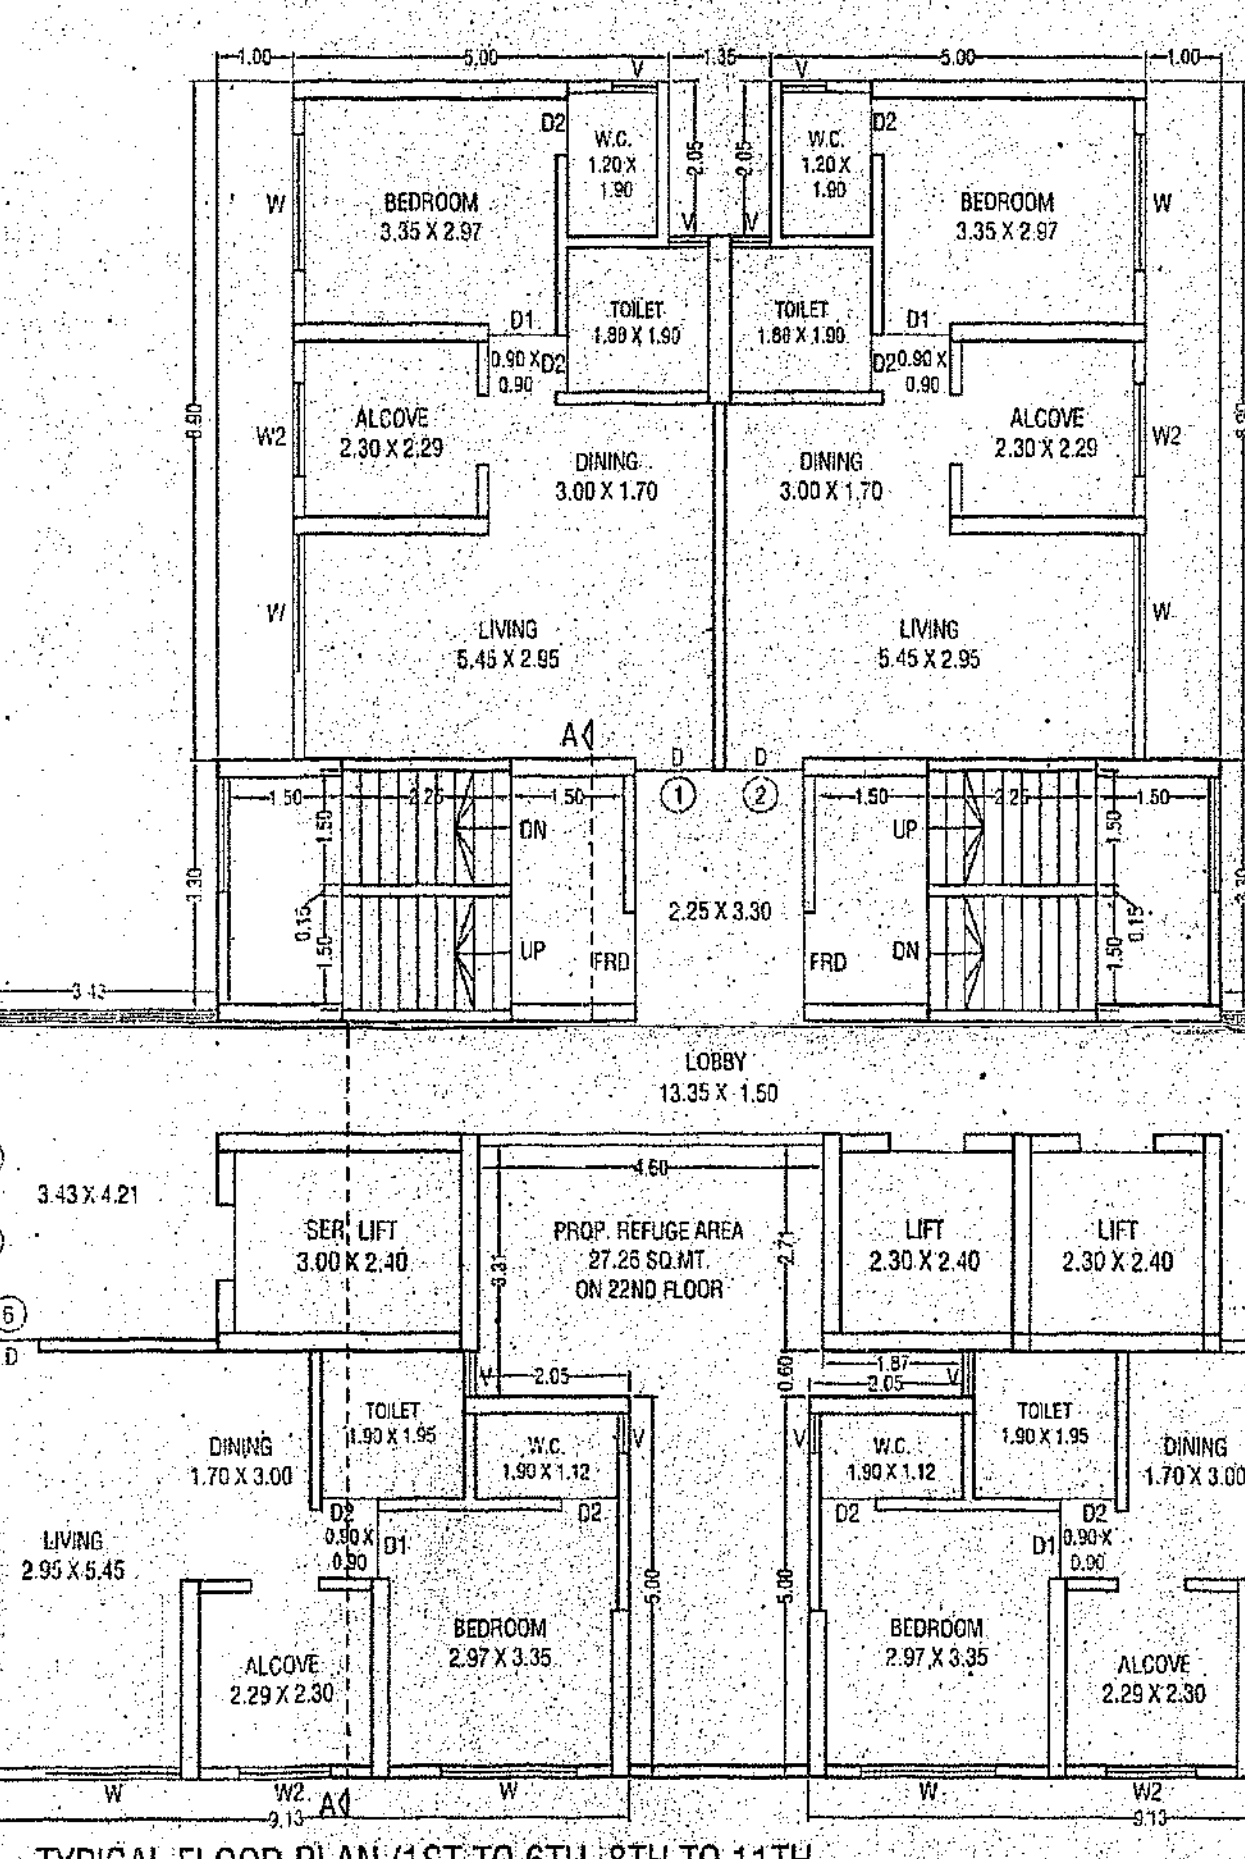 1.00 5.00 1.35 5.00 1.00
V V
D2 D2
W.C.
1.20 X
1.90
2.05 2.05
W.C.
1.20 X
1.90
W BEDROOM
3.35 X 2.97
BEDROOM
3.35 X 2.97
W
V V
TOILET
1.80 X 1.90
TOILET
1.80 X 1.90
D1 D1
0.90 X
0.90
D2
D2
0.90 X
0.90
8.90
W2
ALCOVE
2.30 X 2.29
ALCOVE
2.30 X 2.29
W2
DINING
3.00 X 1.70
DINING
3.00 X 1.70
W
LIVING
5.45 X 2.95
LIVING
5.45 X 2.95
W
A
D D
1 2
1.50 2.25 1.50
1.50 2.25 1.50
1.50 DN UP 1.50
3.30
0.15 0.15
2.25 X 3.30
1.50 UP FRD FRD DN 1.50
3.43
LOBBY
13.35 X 1.50
3.43 X 4.21
4.60
SER. LIFT
3.00 X 2.40
3.31
PROP. REFUGE AREA
27.26 SQ.MT.
ON 22ND FLOOR
2.71
LIFT
2.30 X 2.40
LIFT
2.30 X 2.40
6
D
V 2.05
0.60
1.87
2.05 V
TOILET
1.90 X 1.95
TOILET
1.90 X 1.95
DINING
1.70 X 3.00
W.C.
1.90 X 1.12
V V
W.C.
1.90 X 1.12
DINING
1.70 X 3.00
D2 D2 D2 D2
LIVING
2.95 X 5.45
0.90 X
0.90
D1
D1
0.90 X
0.90
5.00 5.00
BEDROOM
2.97 X 3.35
BEDROOM
2.97 X 3.35
ALCOVE
2.29 X 2.30
ALCOVE
2.29 X 2.30
W W2 W W W2
A
9.13 9.13
TYPICAL FLOOR PLAN (1ST TO 6TH, 8TH TO 11TH